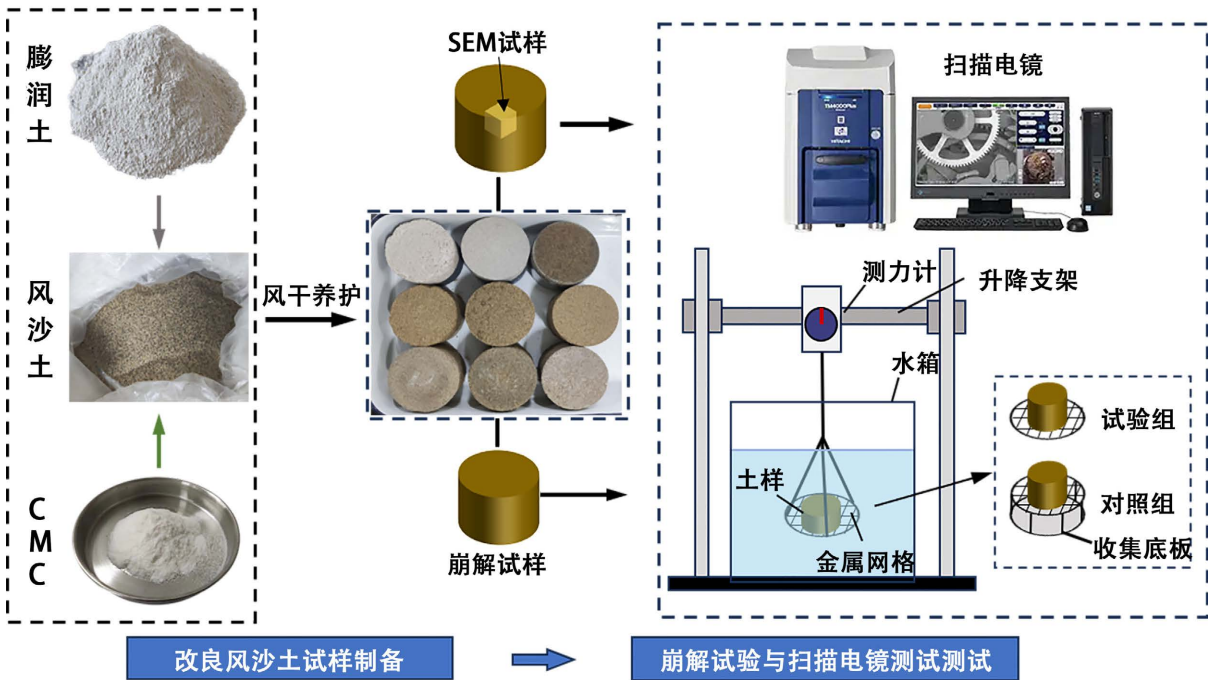 膨润土
风沙土
CMC
风干养护
SEM试样
崩解试样
扫描电镜
TM4000Plus
HITACHI
测力计
升降支架
水箱
土样
金属网格
试验组
对照组
收集底板
改良风沙土试样制备
崩解试验与扫描电镜测试测试